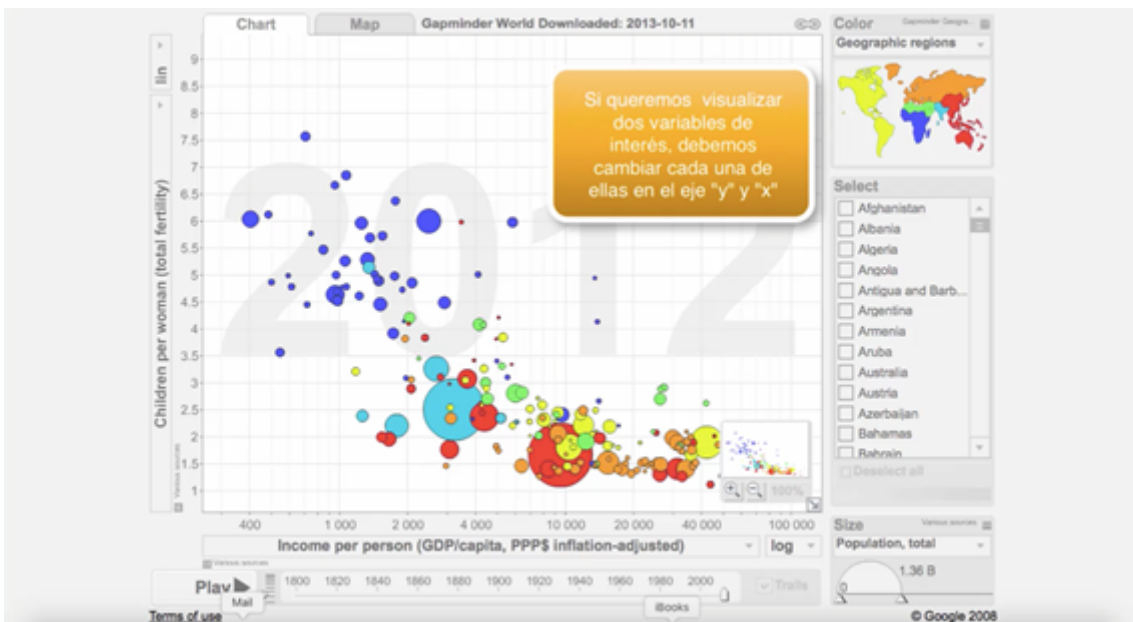 Chart
Map
Gapminder World Downloaded: 2013-10-11
Color
Geographic regions
lin
9
8.5
8
7.5
7
6.5
6
5.5
5
4.5
4
3.5
3
2.5
2
1.5
1
Children per woman (total fertility)
Various sources
2012
Si queremos visualizar
dos variables de
interés, debemos
cambiar cada una de
ellas en el eje "y" y "x"
Select
Afghanistan
Albania
Algeria
Angola
Antigua and Barb...
Argentina
Armenia
Aruba
Australia
Austria
Azerbaijan
Bahamas
Bahrain
Deselect all
100%
400 1 000 2 000 4 000 10 000 20 000 40 000 100 000
Income per person (GDP/capita, PPP$ inflation-adjusted)
log
Various sources
Size
Various sources
Population, total
1.36 B
0
Play
1800 1820 1840 1860 1880 1900 1920 1940 1960 1980 2000
Trails
Mail
iBooks
Terms of use
© Google 2008